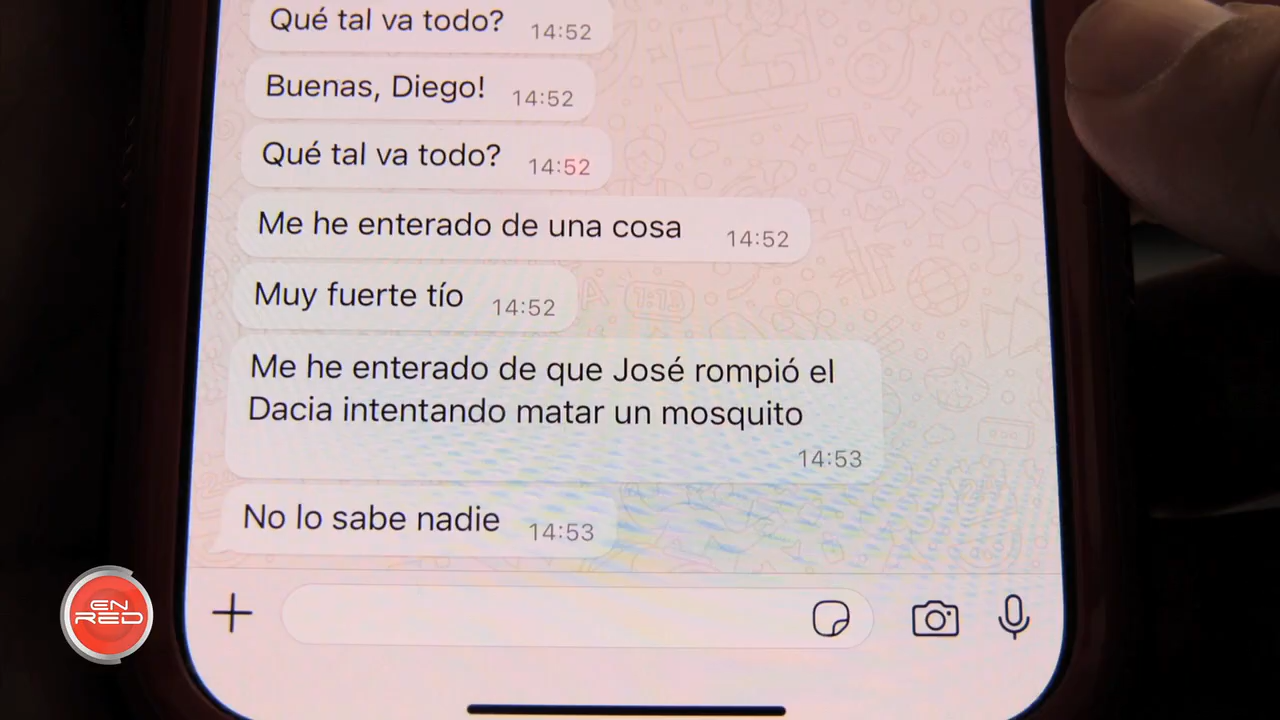 Qué tal va todo? 14:52
Buenas, Diego! 14:52
Qué tal va todo? 14:52
Me he enterado de una cosa 14:52
Muy fuerte tío 14:52
Me he enterado de que José rompió el
Dacia intentando matar un mosquito
14:53
No lo sabe nadie 14:53
EN
RED